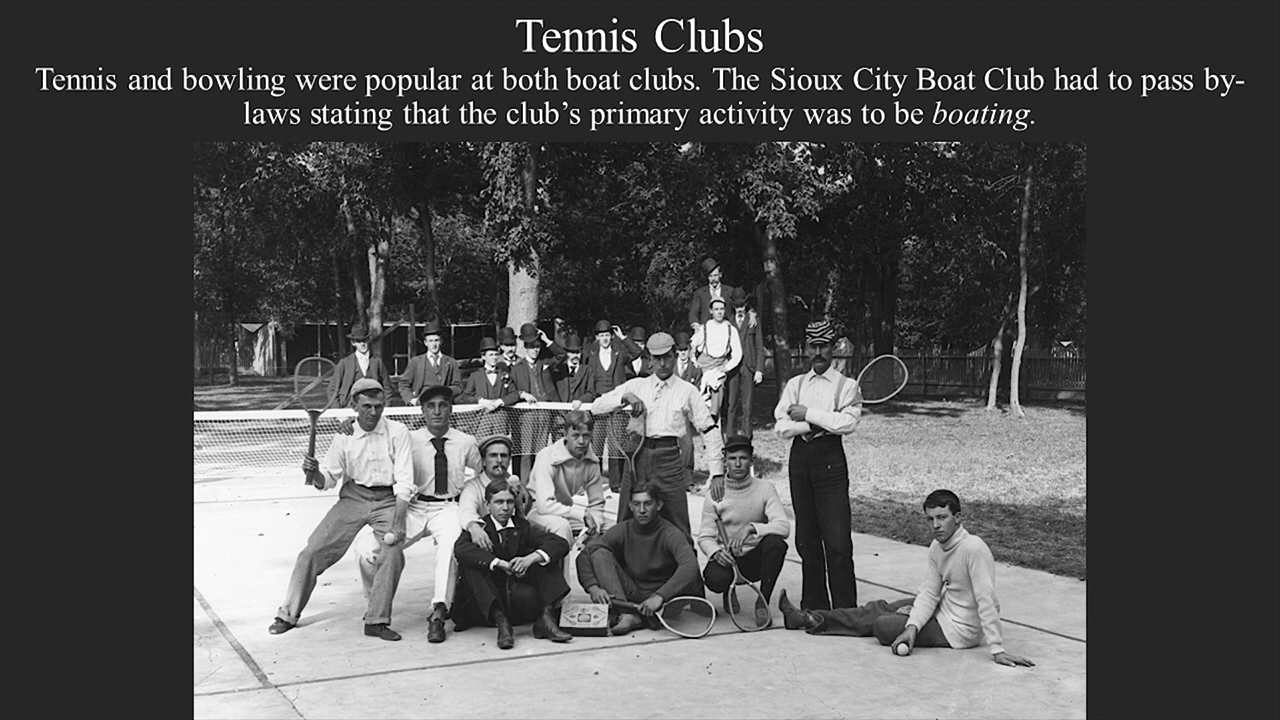 Tennis Clubs
Tennis and bowling were popular at both boat clubs. The Sioux City Boat Club had to pass by-
laws stating that the club’s primary activity was to be boating.